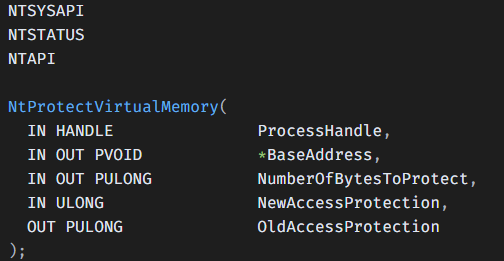 NTSYSAPI
NTSTATUS
NTAPI
NtProtectVirtualMemory(
IN HANDLE ProcessHandle,
IN OUT PVOID *BaseAddress,
IN OUT PULONG NumberOfBytesToProtect,
IN ULONG NewAccessProtection,
OUT PULONG OldAccessProtection
);